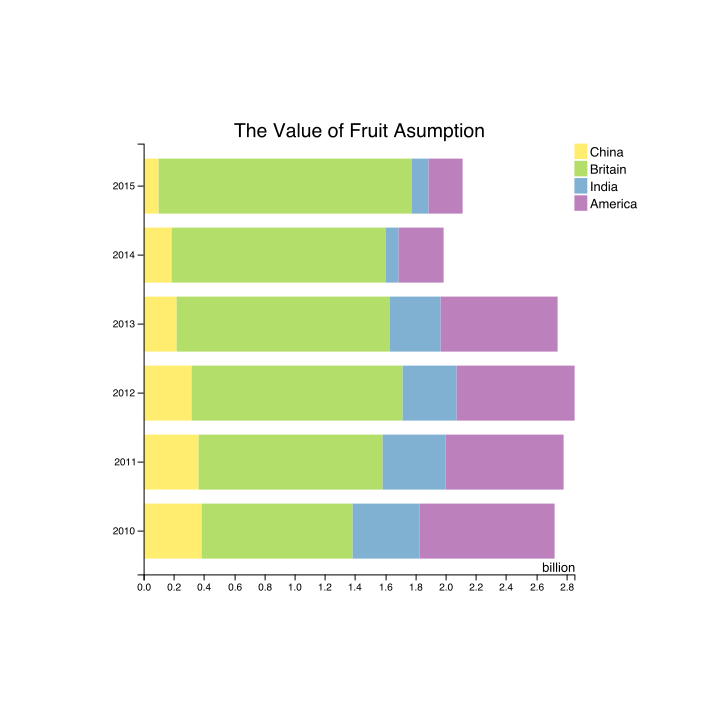 The Value of Fruit Asumption
China
Britain
India
America
2015
2014
2013
2012
2011
2010
billion
0.0 0.2 0.4 0.6 0.8 1.0 1.2 1.4 1.6 1.8 2.0 2.2 2.4 2.6 2.8